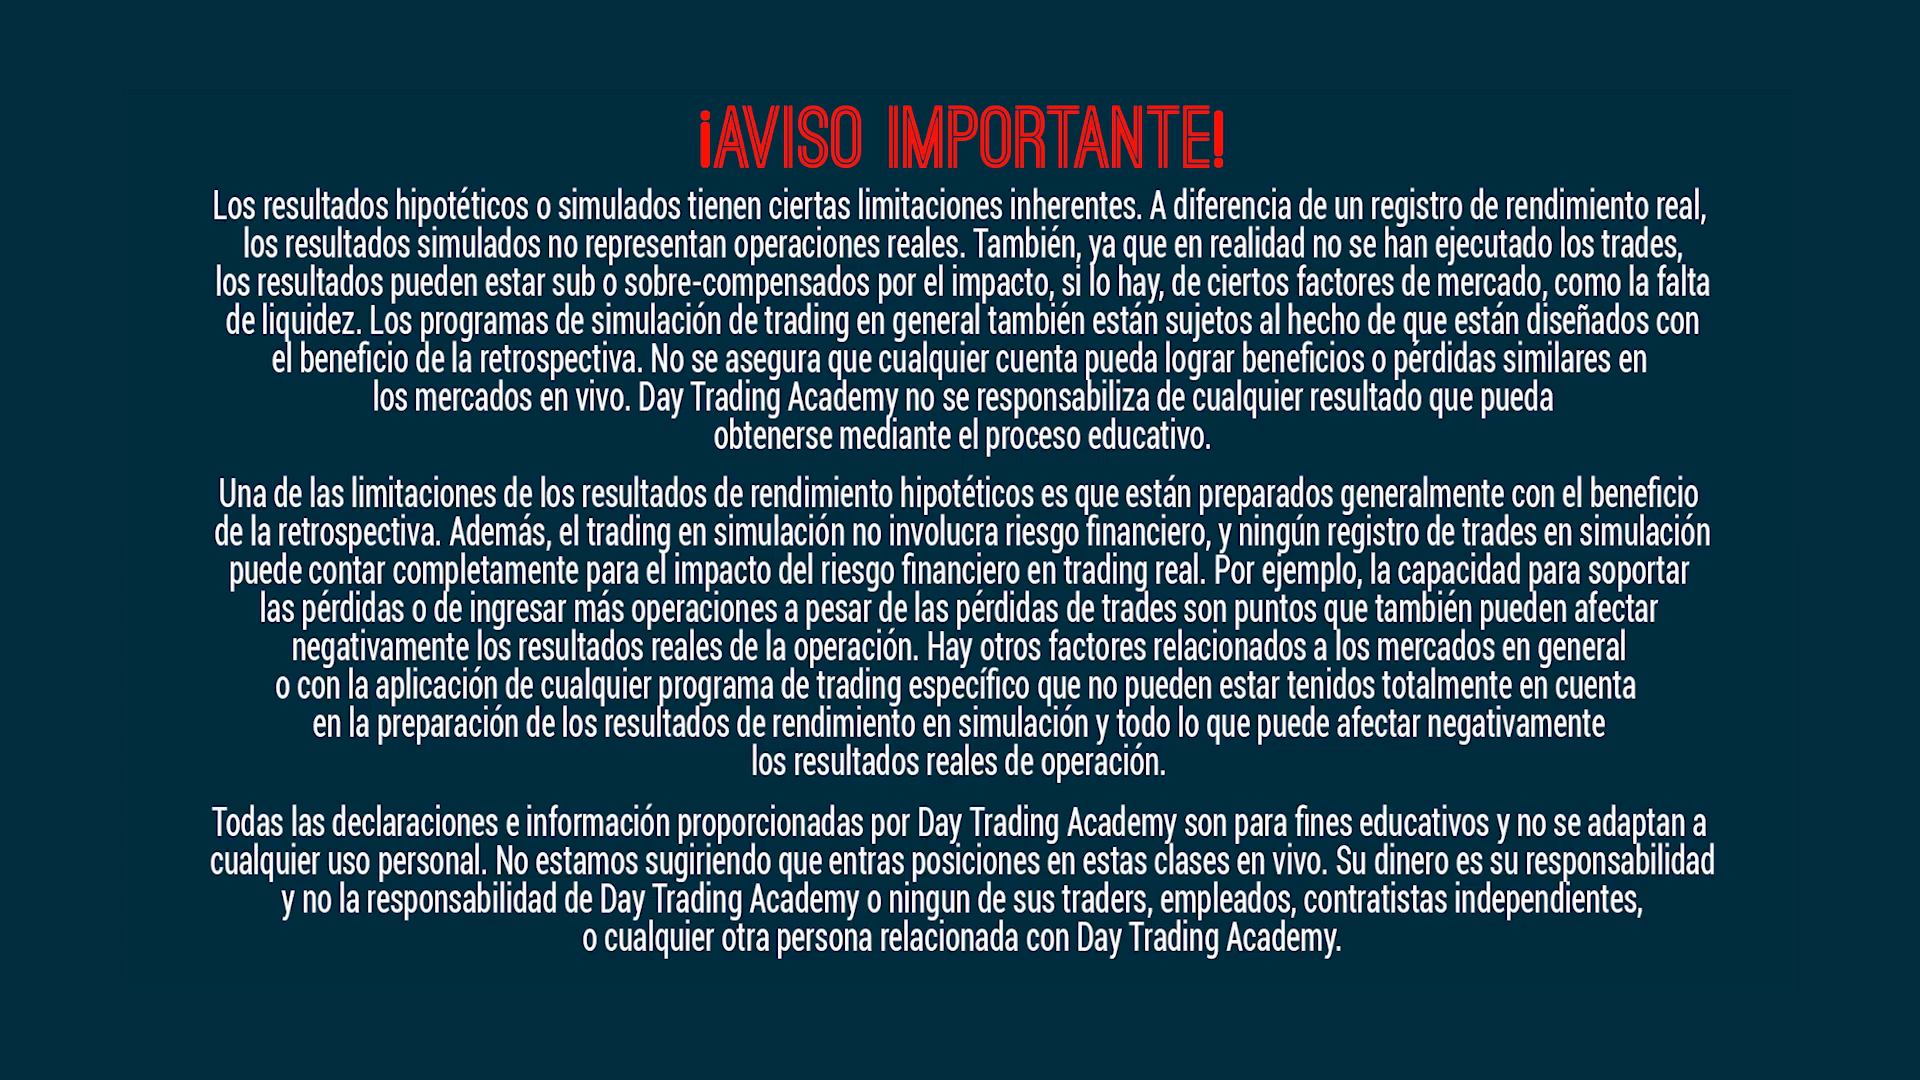 ¡AVISO IMPORTANTE!
Los resultados hipotéticos o simulados tienen ciertas limitaciones inherentes. A diferencia de un registro de rendimiento real,
los resultados simulados no representan operaciones reales. También, ya que en realidad no se han ejecutado los trades,
los resultados pueden estar sub o sobre-compensados por el impacto, si lo hay, de ciertos factores de mercado, como la falta
de liquidez. Los programas de simulación de trading en general también están sujetos al hecho de que están diseñados con
el beneficio de la retrospectiva. No se asegura que cualquier cuenta pueda lograr beneficios o pérdidas similares en
los mercados en vivo. Day Trading Academy no se responsabiliza de cualquier resultado que pueda
obtenerse mediante el proceso educativo.
Una de las limitaciones de los resultados de rendimiento hipotéticos es que están preparados generalmente con el beneficio
de la retrospectiva. Además, el trading en simulación no involucra riesgo financiero, y ningún registro de trades en simulación
puede contar completamente para el impacto del riesgo financiero en trading real. Por ejemplo, la capacidad para soportar
las pérdidas o de ingresar más operaciones a pesar de las pérdidas de trades son puntos que también pueden afectar
negativamente los resultados reales de la operación. Hay otros factores relacionados a los mercados en general
o con la aplicación de cualquier programa de trading específico que no pueden estar tenidos totalmente en cuenta
en la preparación de los resultados de rendimiento en simulación y todo lo que puede afectar negativamente
los resultados reales de operación.
Todas las declaraciones e información proporcionadas por Day Trading Academy son para fines educativos y no se adaptan a
cualquier uso personal. No estamos sugiriendo que entras posiciones en estas clases en vivo. Su dinero es su responsabilidad
y no la responsabilidad de Day Trading Academy o ningun de sus traders, empleados, contratistas independientes,
o cualquier otra persona relacionada con Day Trading Academy.